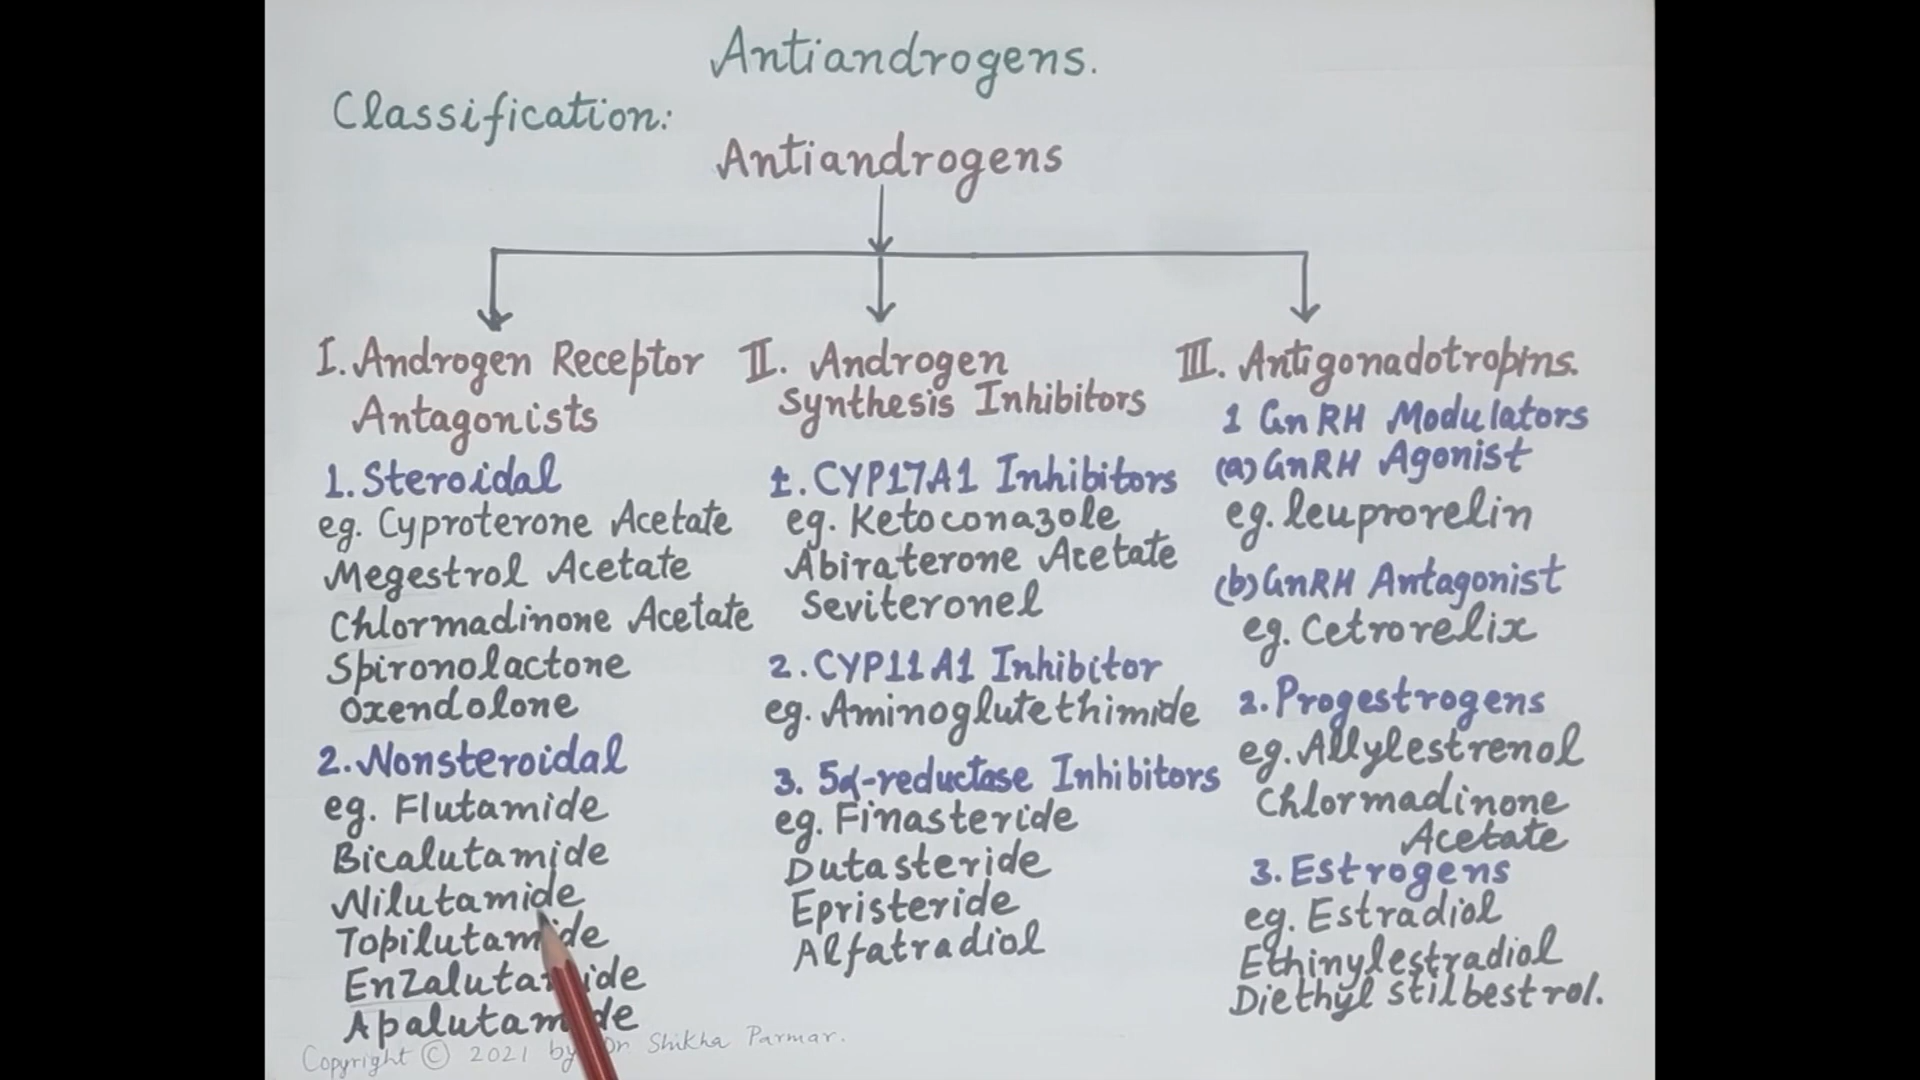 Antiandrogens.
Classification:
Antiandrogens
I. Androgen Receptor
Antagonists
1. Steroidal
eg. Cyproterone Acetate
Megestrol Acetate
Chlormadinone Acetate
Spironolactone
Oxendolone
2. Nonsteroidal
eg. Flutamide
Bicalutamide
Nilutamide
Topilutamide
Enzalutamide
Apalutamide
II. Androgen
Synthesis Inhibitors
1. CYP17A1 Inhibitors
eg. Ketoconazole
Abiraterone Acetate
Seviteronel
2. CYP11A1 Inhibitor
eg. Aminoglutethimide
3. 5α-reductase Inhibitors
eg. Finasteride
Dutasteride
Epristeride
Alfatradiol
III. Antigonadotropins.
1 GnRH Modulators
(a) GnRH Agonist
eg. leuprorelin
(b) GnRH Antagonist
eg. Cetrorelix
2. Progestrogens
eg. Allylestrenol
Chlormadinone
Acetate
3. Estrogens
eg. Estradiol
Ethinylestradiol
Diethylstilbestrol.
Copyright © 2021 by Dr. Shikha Parmar.